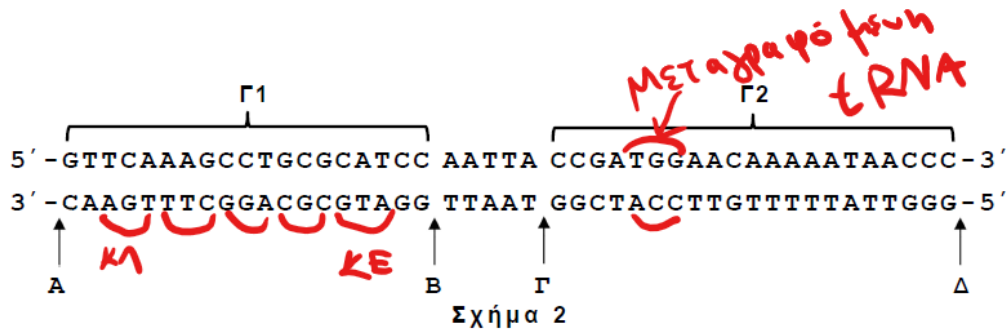 Μεταγραφόμενη
tRNA
Γ1 Γ2
5′-GTTCAAAGCCTGCGCATCC AATTA CCGATGGAACAAAAATAACCC-3′
3′-CAAGTTTCGGACGCGTAGG TTAAT GGCTACCTTGTTTTTATTGGG-5′
ΚΛ ΚΕ
Α Β Γ Δ
Σχήμα 2